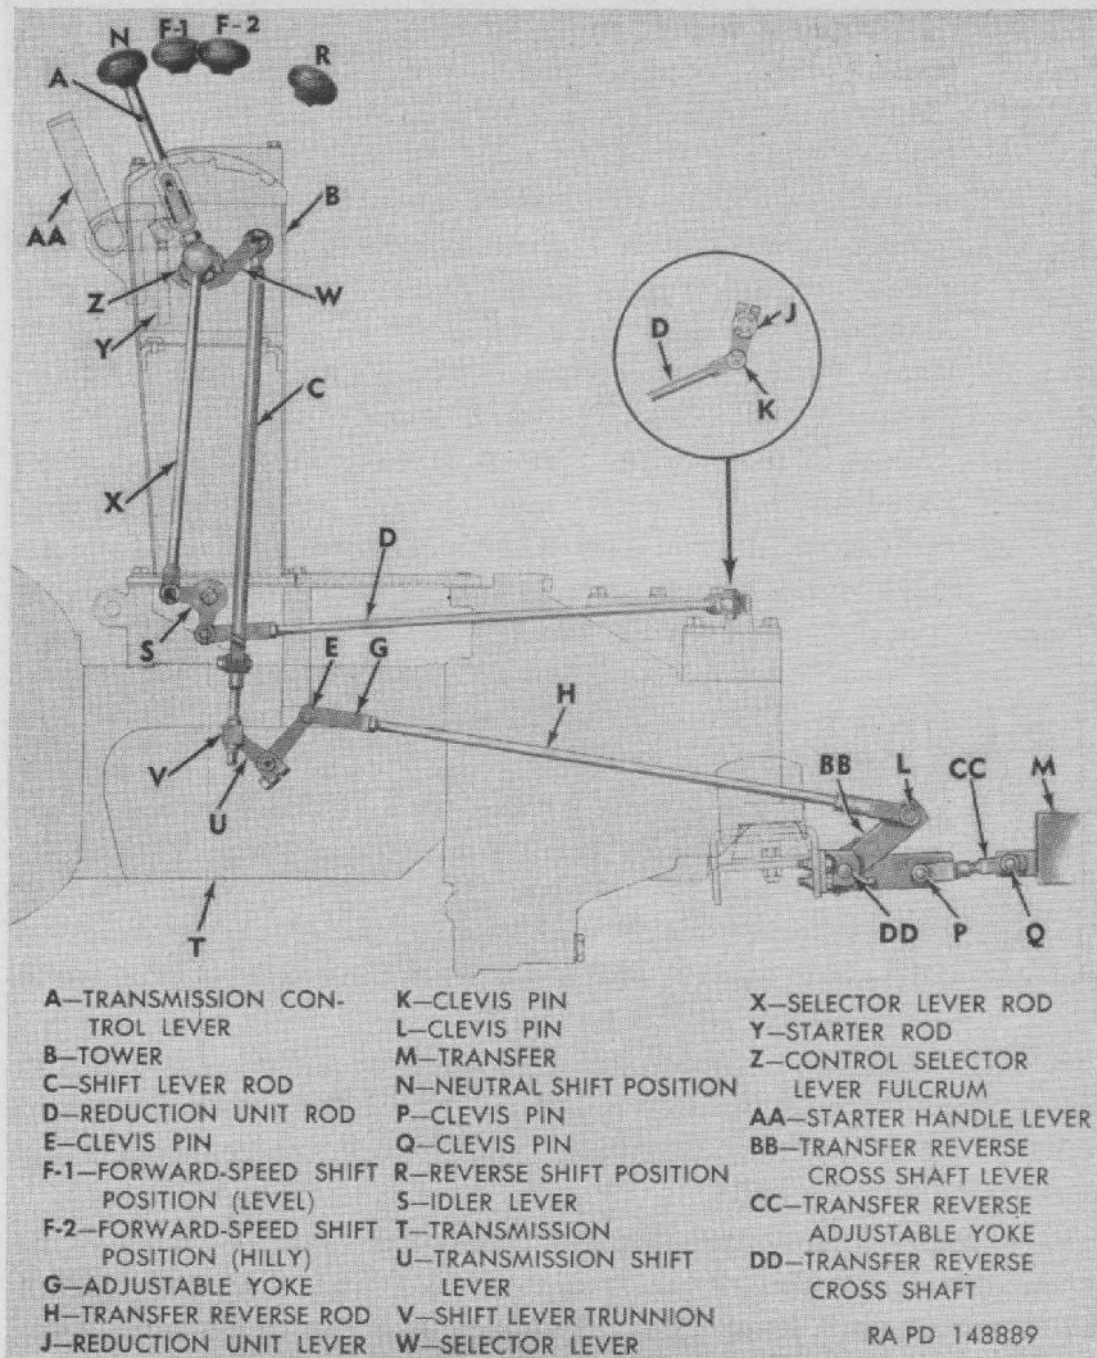 N
F-1
F-2
R
A
B
AA
Z
W
Y
D
J
K
C
X
D
S
E
G
H
V
U
BB
L
CC
M
T
DD
P
Q
A—TRANSMISSION CON-
TROL LEVER
B—TOWER
C—SHIFT LEVER ROD
D—REDUCTION UNIT ROD
E—CLEVIS PIN
F-1—FORWARD-SPEED SHIFT
POSITION (LEVEL)
F-2—FORWARD-SPEED SHIFT
POSITION (HILLY)
G—ADJUSTABLE YOKE
H—TRANSFER REVERSE ROD
J—REDUCTION UNIT LEVER
K—CLEVIS PIN
L—CLEVIS PIN
M—TRANSFER
N—NEUTRAL SHIFT POSITION
P—CLEVIS PIN
Q—CLEVIS PIN
R—REVERSE SHIFT POSITION
S—IDLER LEVER
T—TRANSMISSION
U—TRANSMISSION SHIFT
LEVER
V—SHIFT LEVER TRUNNION
W—SELECTOR LEVER
X—SELECTOR LEVER ROD
Y—STARTER ROD
Z—CONTROL SELECTOR
LEVER FULCRUM
AA—STARTER HANDLE LEVER
BB—TRANSFER REVERSE
CROSS SHAFT LEVER
CC—TRANSFER REVERSE
ADJUSTABLE YOKE
DD—TRANSFER REVERSE
CROSS SHAFT
RA PD 148889